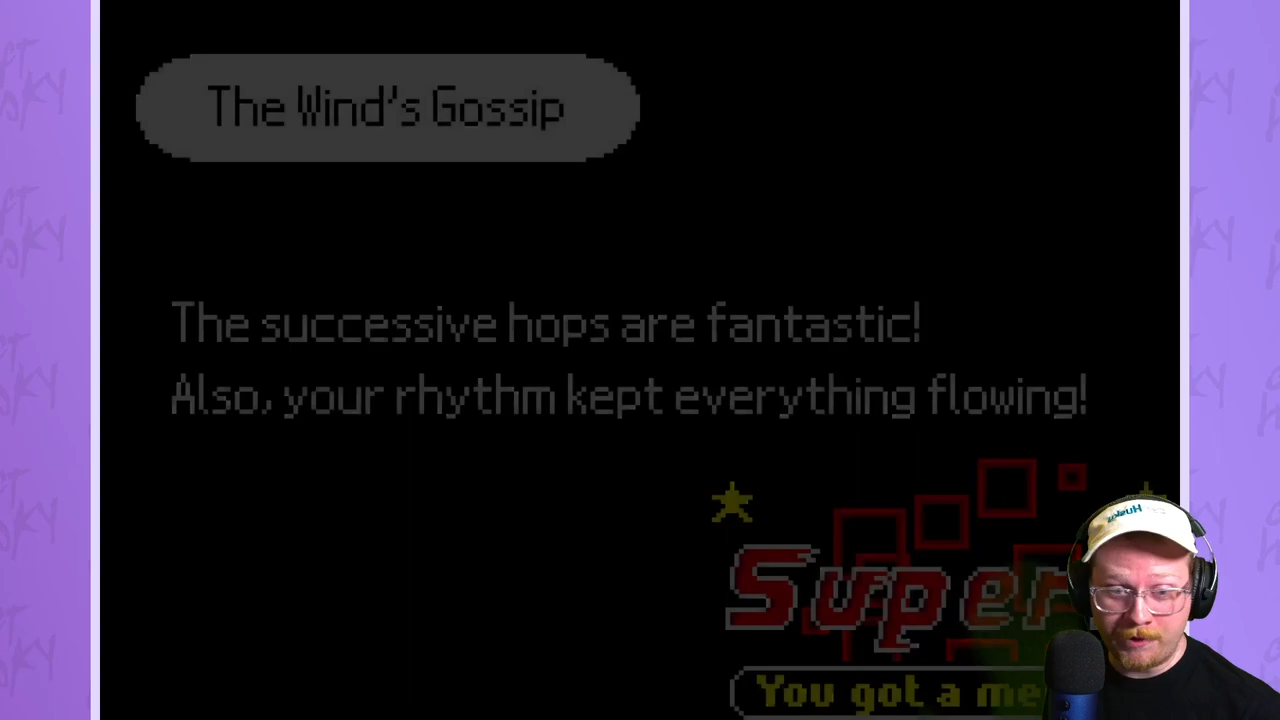 The Wind's Gossip
The successive hops are fantastic!
Also, your rhythm kept everything flowing!
Super
You got a me